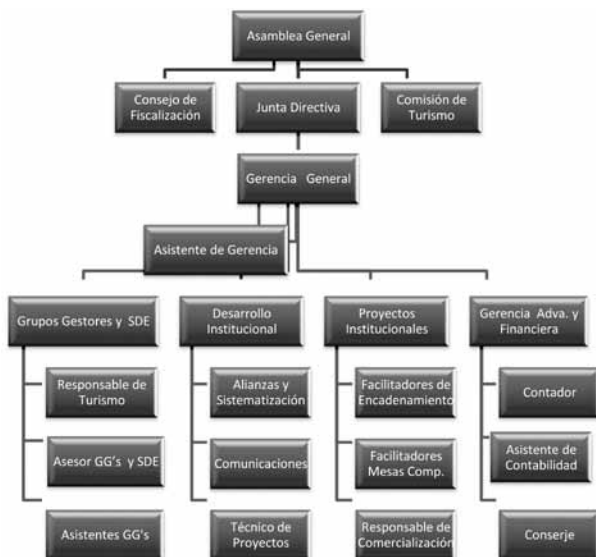 Asamblea General
Consejo de
Fiscalización
Junta Directiva
Comisión de
Turismo
Gerencia General
Asistente de Gerencia
Grupos Gestores y SDE
Desarrollo
Institucional
Proyectos
Institucionales
Gerencia Adva. y
Financiera
Responsable de
Turismo
Alianzas y
Sistematización
Facilitadores de
Encadenamiento
Contador
Asesor GG's y SDE
Comunicaciones
Facilitadores
Mesas Comp.
Asistente de
Contabilidad
Asistentes GG's
Técnico de
Proyectos
Responsable de
Comercialización
Conserje